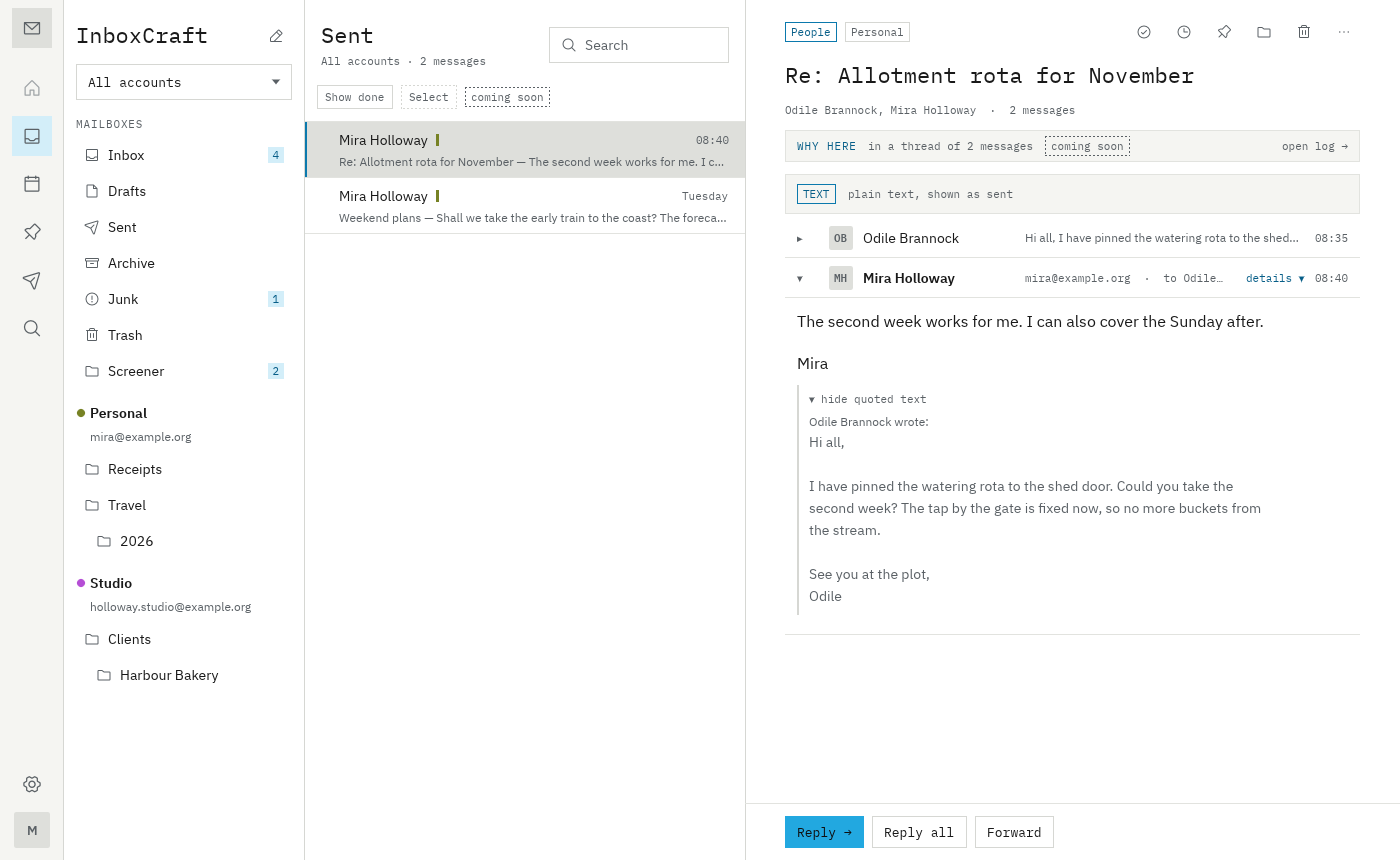 InboxCraft
All accounts
MAILBOXES
Inbox 4
Drafts
Sent
Archive
Junk 1
Trash
Screener 2
Personal
mira@example.org
Receipts
Travel
2026
Studio
holloway.studio@example.org
Clients
Harbour Bakery
M
Sent
All accounts · 2 messages
Search
Show done Select coming soon
Mira Holloway 08:40
Re: Allotment rota for November — The second week works for me. I c…
Mira Holloway Tuesday
Weekend plans — Shall we take the early train to the coast? The foreca…
People Personal
Re: Allotment rota for November
Odile Brannock, Mira Holloway · 2 messages
WHY HERE in a thread of 2 messages coming soon open log →
TEXT plain text, shown as sent
▸ OB Odile Brannock Hi all, I have pinned the watering rota to the shed… 08:35
▾ MH Mira Holloway mira@example.org · to Odile… details ▾ 08:40
The second week works for me. I can also cover the Sunday after.
Mira
▾ hide quoted text
Odile Brannock wrote:
Hi all,
I have pinned the watering rota to the shed door. Could you take the
second week? The tap by the gate is fixed now, so no more buckets from
the stream.
See you at the plot,
Odile
Reply → Reply all Forward